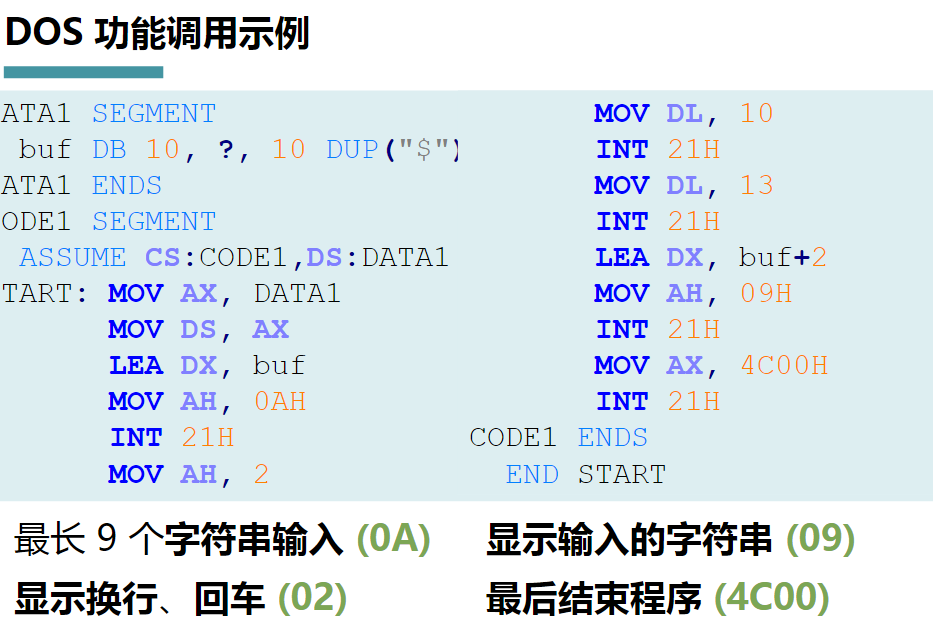 DOS 功能调用示例
ATA1 SEGMENT
buf DB 10, ?, 10 DUP("$")
ATA1 ENDS
ODE1 SEGMENT
ASSUME CS:CODE1,DS:DATA1
TART: MOV AX, DATA1
MOV DS, AX
LEA DX, buf
MOV AH, 0AH
INT 21H
MOV AH, 2
MOV DL, 10
INT 21H
MOV DL, 13
INT 21H
LEA DX, buf+2
MOV AH, 09H
INT 21H
MOV AX, 4C00H
INT 21H
CODE1 ENDS
END START
最长 9 个字符串输入 (0A)
显示换行、回车 (02)
显示输入的字符串 (09)
最后结束程序 (4C00)